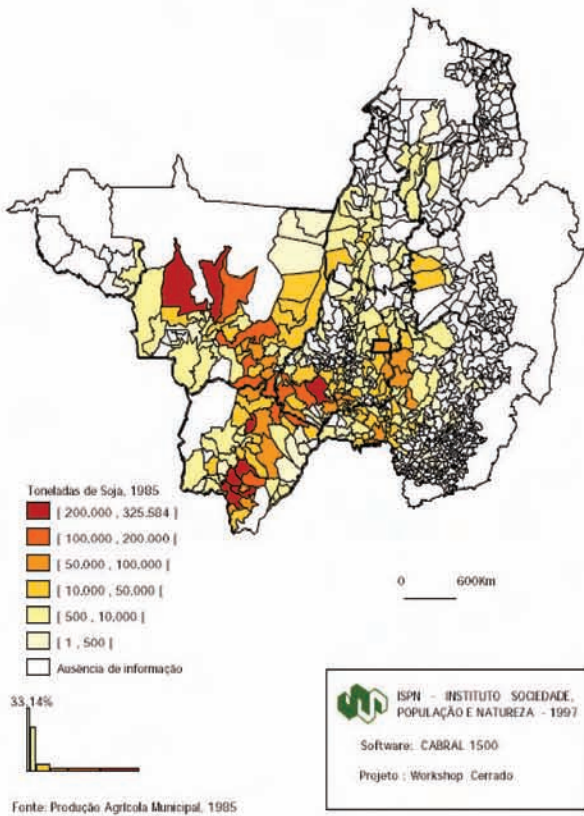 Toneladas de Soja, 1985
[ 200.000 , 325.584 ]
[ 100.000 , 200.000 [
[ 50.000 , 100.000 [
[ 10.000 , 50.000 [
[ 500 , 10.000 [
[ 1 , 500 [
Ausência de informação
0 600Km
33,14%
ISPN - INSTITUTO SOCIEDADE,
POPULAÇÃO E NATUREZA - 1997
Software: CABRAL 1500
Projeto : Workshop Cerrado
Fonte: Produção Agrícola Municipal, 1985